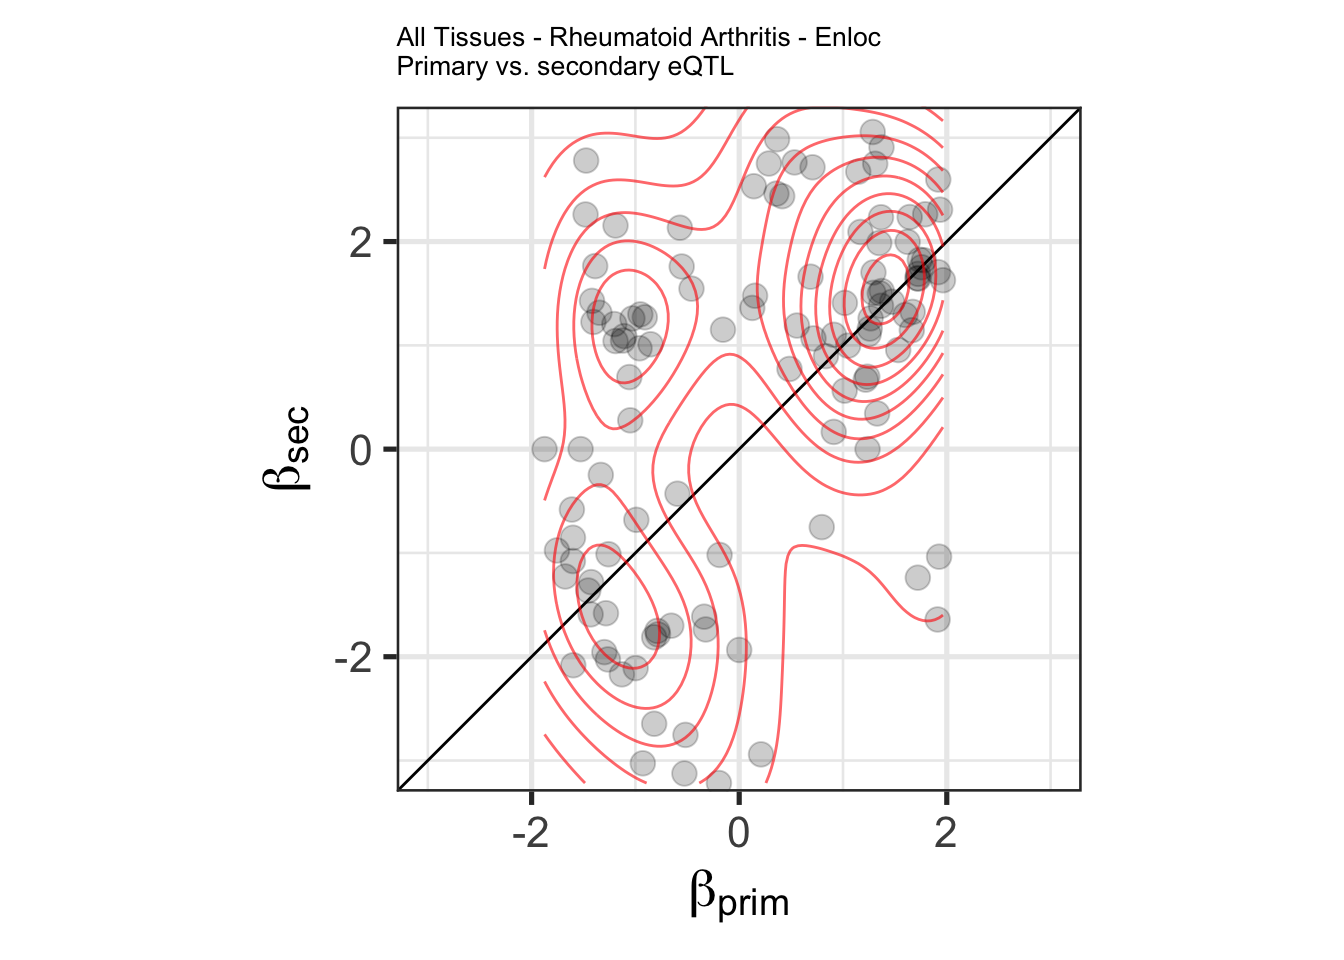 All Tissues - Rheumatoid Arthritis - Enloc
Primary vs. secondary eQTL
2
0
-2
βsec
-2 0 2
βprim